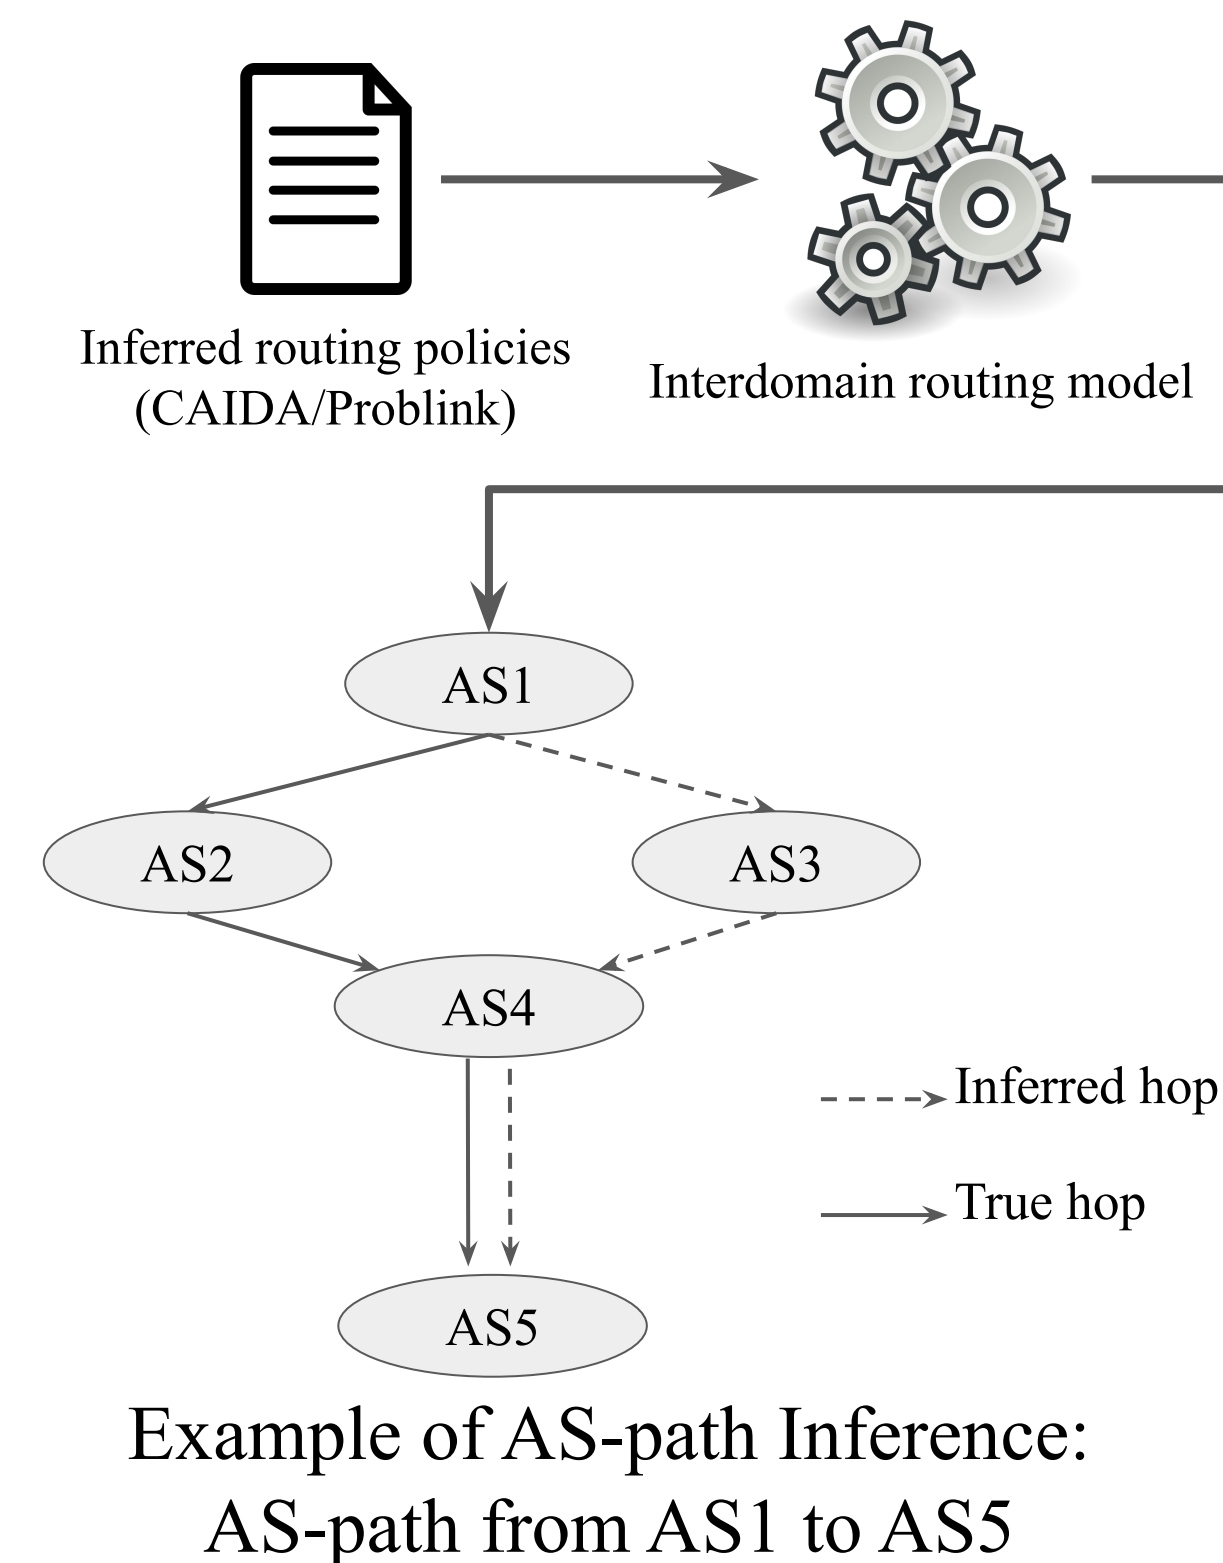 Inferred routing policies
(CAIDA/Problink)
Interdomain routing model
AS1
AS2
AS3
AS4
Inferred hop
True hop
AS5
Example of AS-path Inference:
AS-path from AS1 to AS5